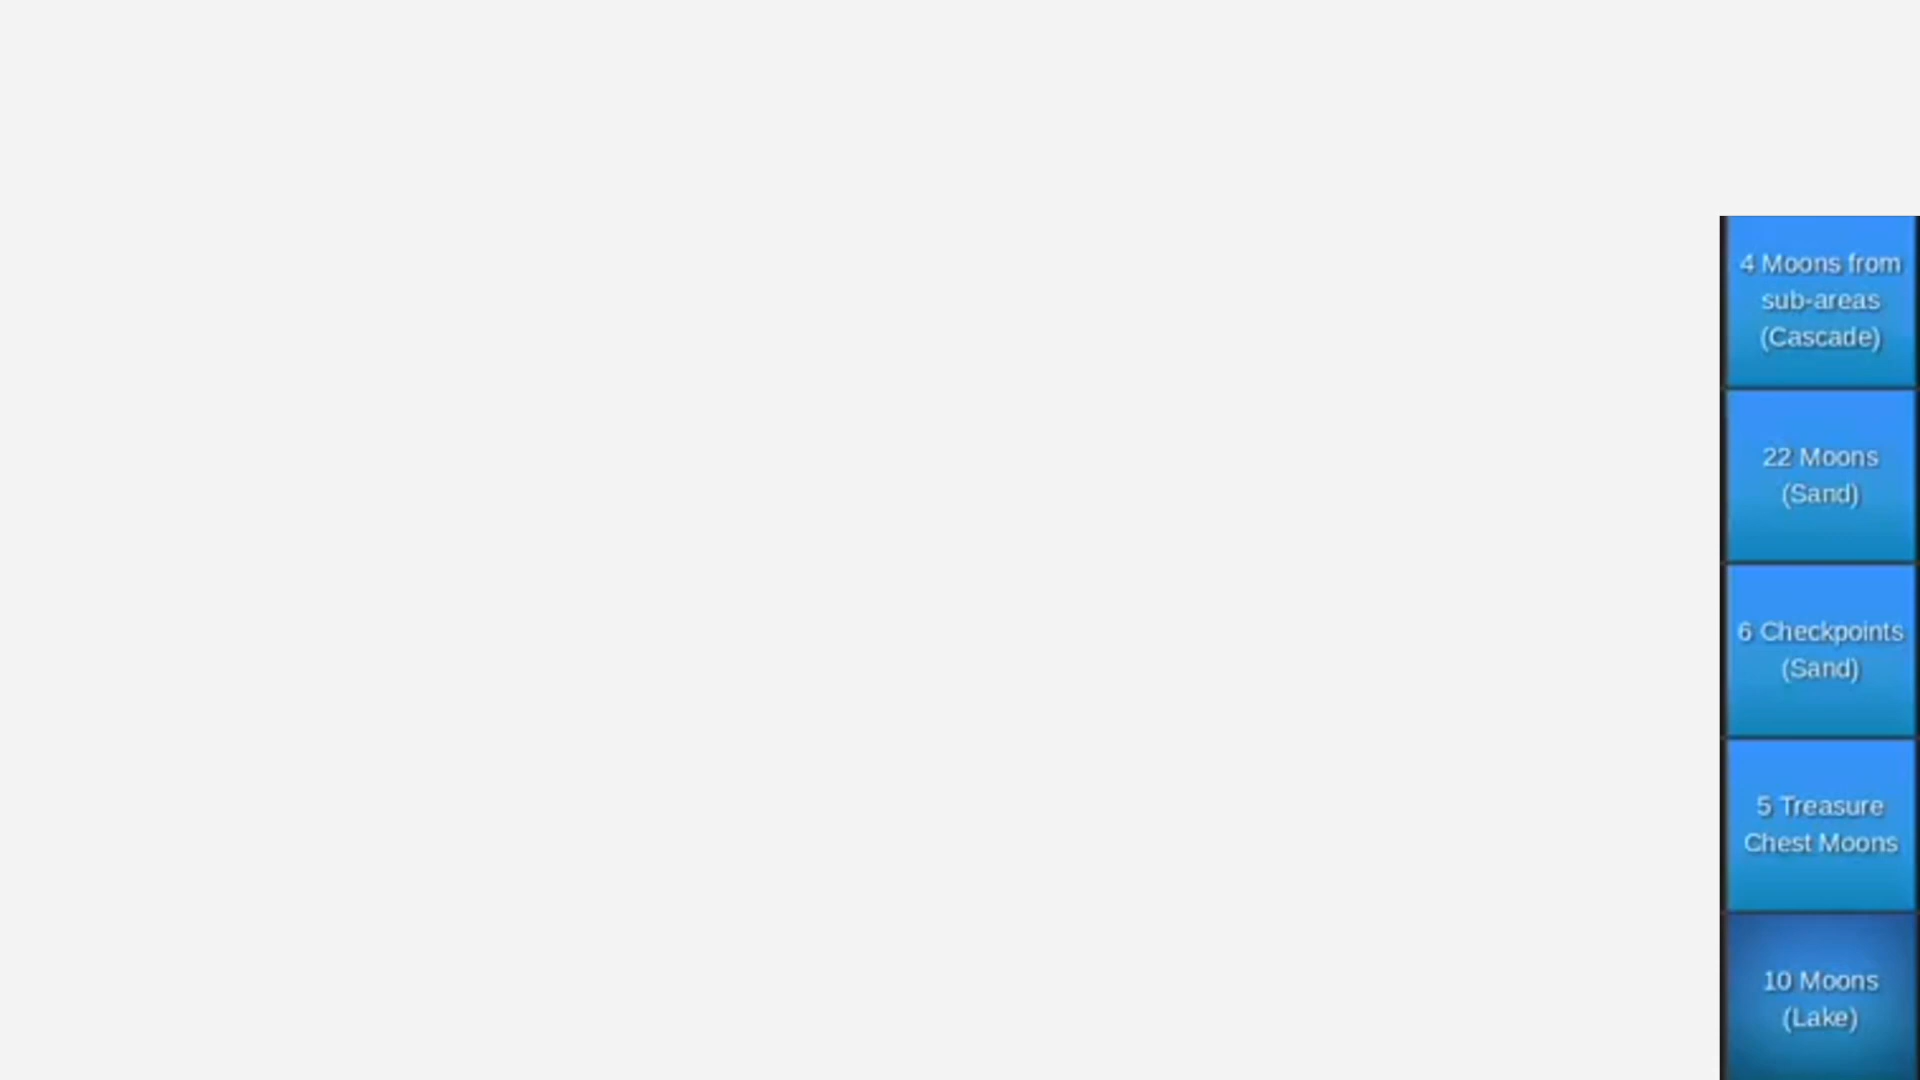 4 Moons from
sub-areas
(Cascade)
22 Moons
(Sand)
6 Checkpoints
(Sand)
5 Treasure
Chest Moons
10 Moons
(Lake)